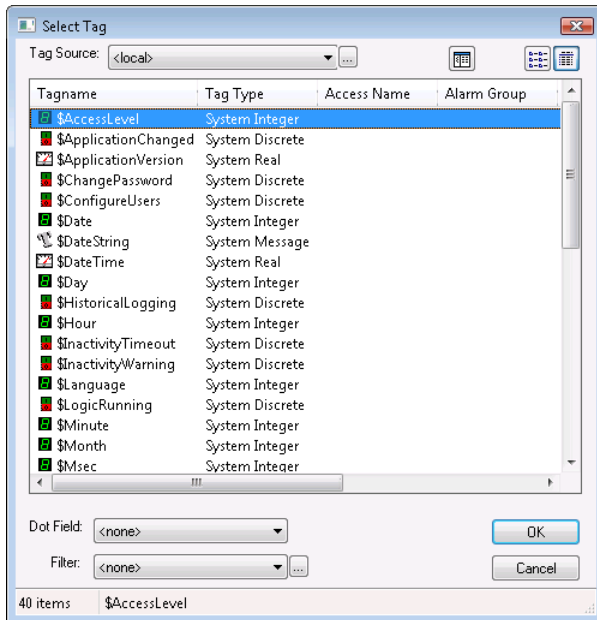 Select Tag
Tag Source: <local> ...
Tagname Tag Type Access Name Alarm Group
$AccessLevel System Integer
$ApplicationChanged System Discrete
$ApplicationVersion System Real
$ChangePassword System Discrete
$ConfigureUsers System Discrete
$Date System Integer
$DateString System Message
$DateTime System Real
$Day System Integer
$HistoricalLogging System Discrete
$Hour System Integer
$InactivityTimeout System Discrete
$InactivityWarning System Discrete
$Language System Integer
$LogicRunning System Discrete
$Minute System Integer
$Month System Integer
$Msec System Integer
Dot Field: <none> OK
Filter: <none> ... Cancel
40 items $AccessLevel